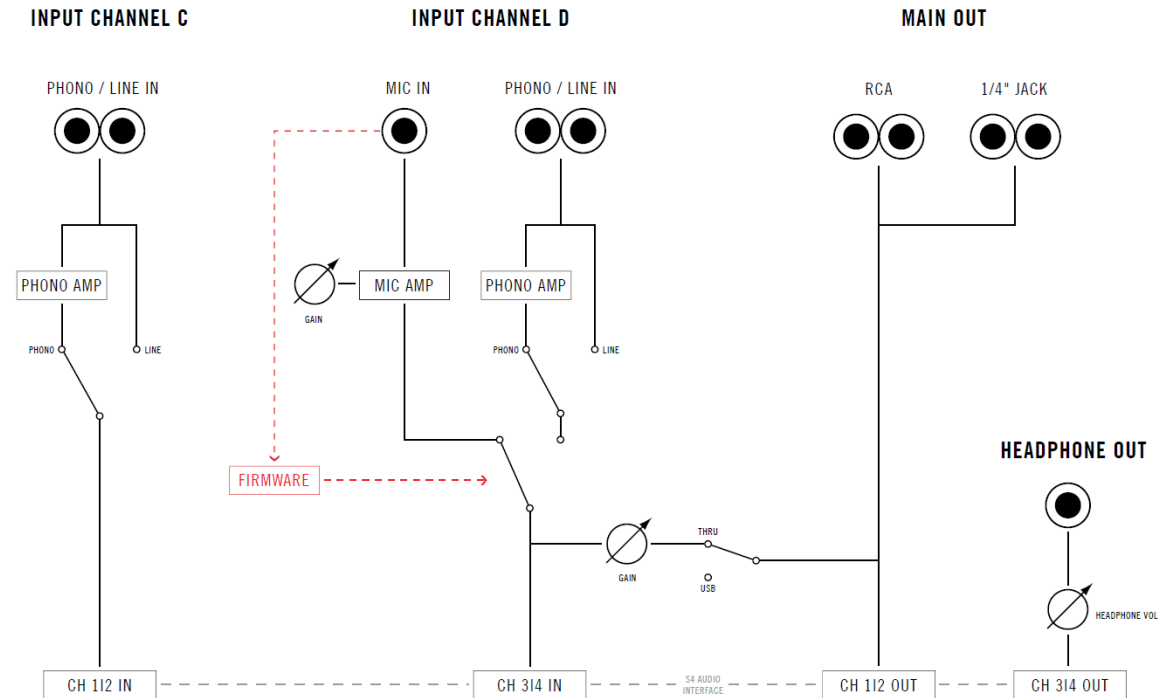 INPUT CHANNEL C
INPUT CHANNEL D
MAIN OUT
PHONO / LINE IN
MIC IN
PHONO / LINE IN
RCA
1/4" JACK
PHONO AMP
GAIN
MIC AMP
PHONO AMP
PHONO
LINE
PHONO
LINE
FIRMWARE
HEADPHONE OUT
GAIN
THRU
USB
HEADPHONE VOL
CH 1|2 IN
CH 3|4 IN
S4 AUDIO
INTERFACE
CH 1|2 OUT
CH 3|4 OUT